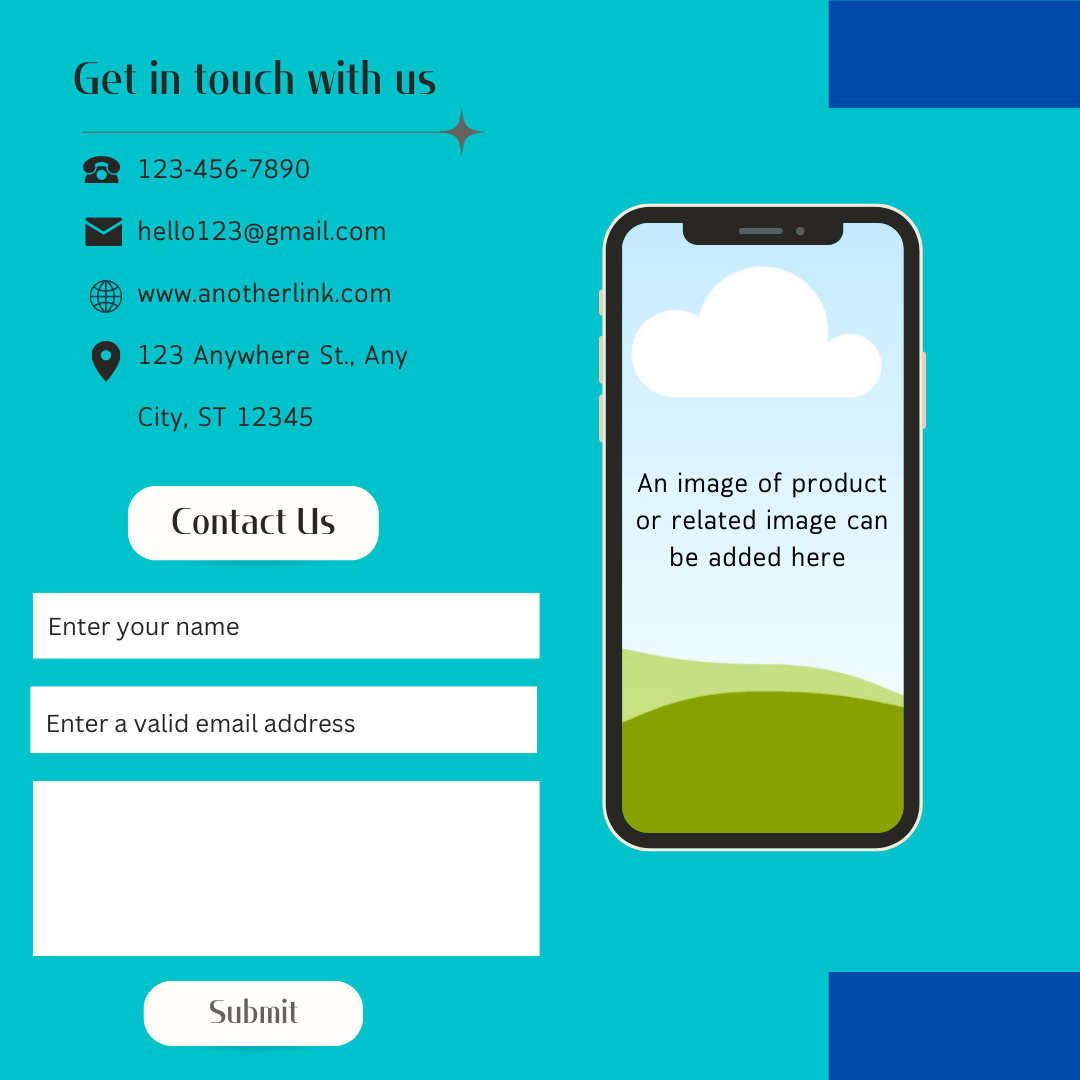 Get in touch with us
123-456-7890
hello123@gmail.com
www.anotherlink.com
123 Anywhere St., Any
City, ST 12345
Contact Us
Enter your name
Enter a valid email address
Submit
An image of product
or related image can
be added here